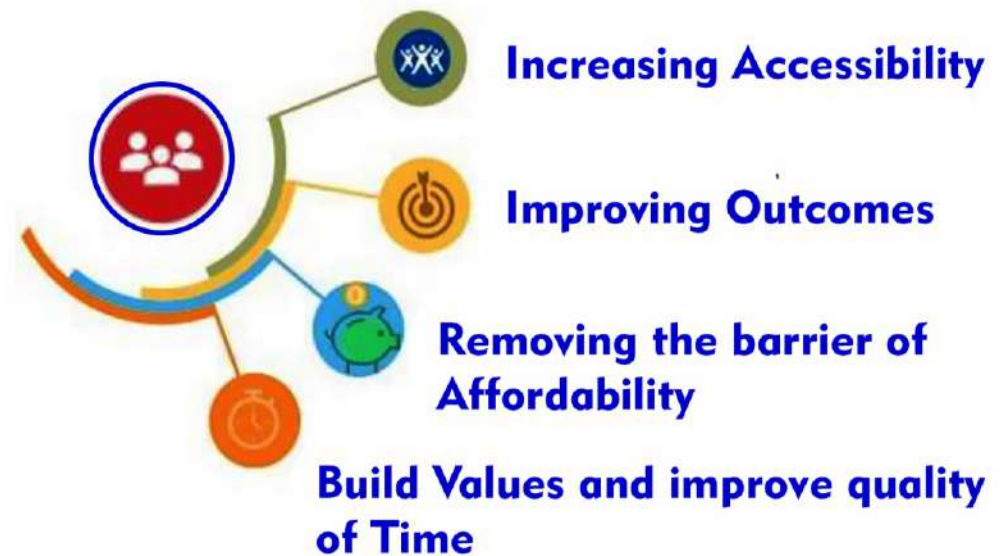 Increasing Accessibility
Improving Outcomes
Removing the barrier of
Affordability
Build Values and improve quality
of Time